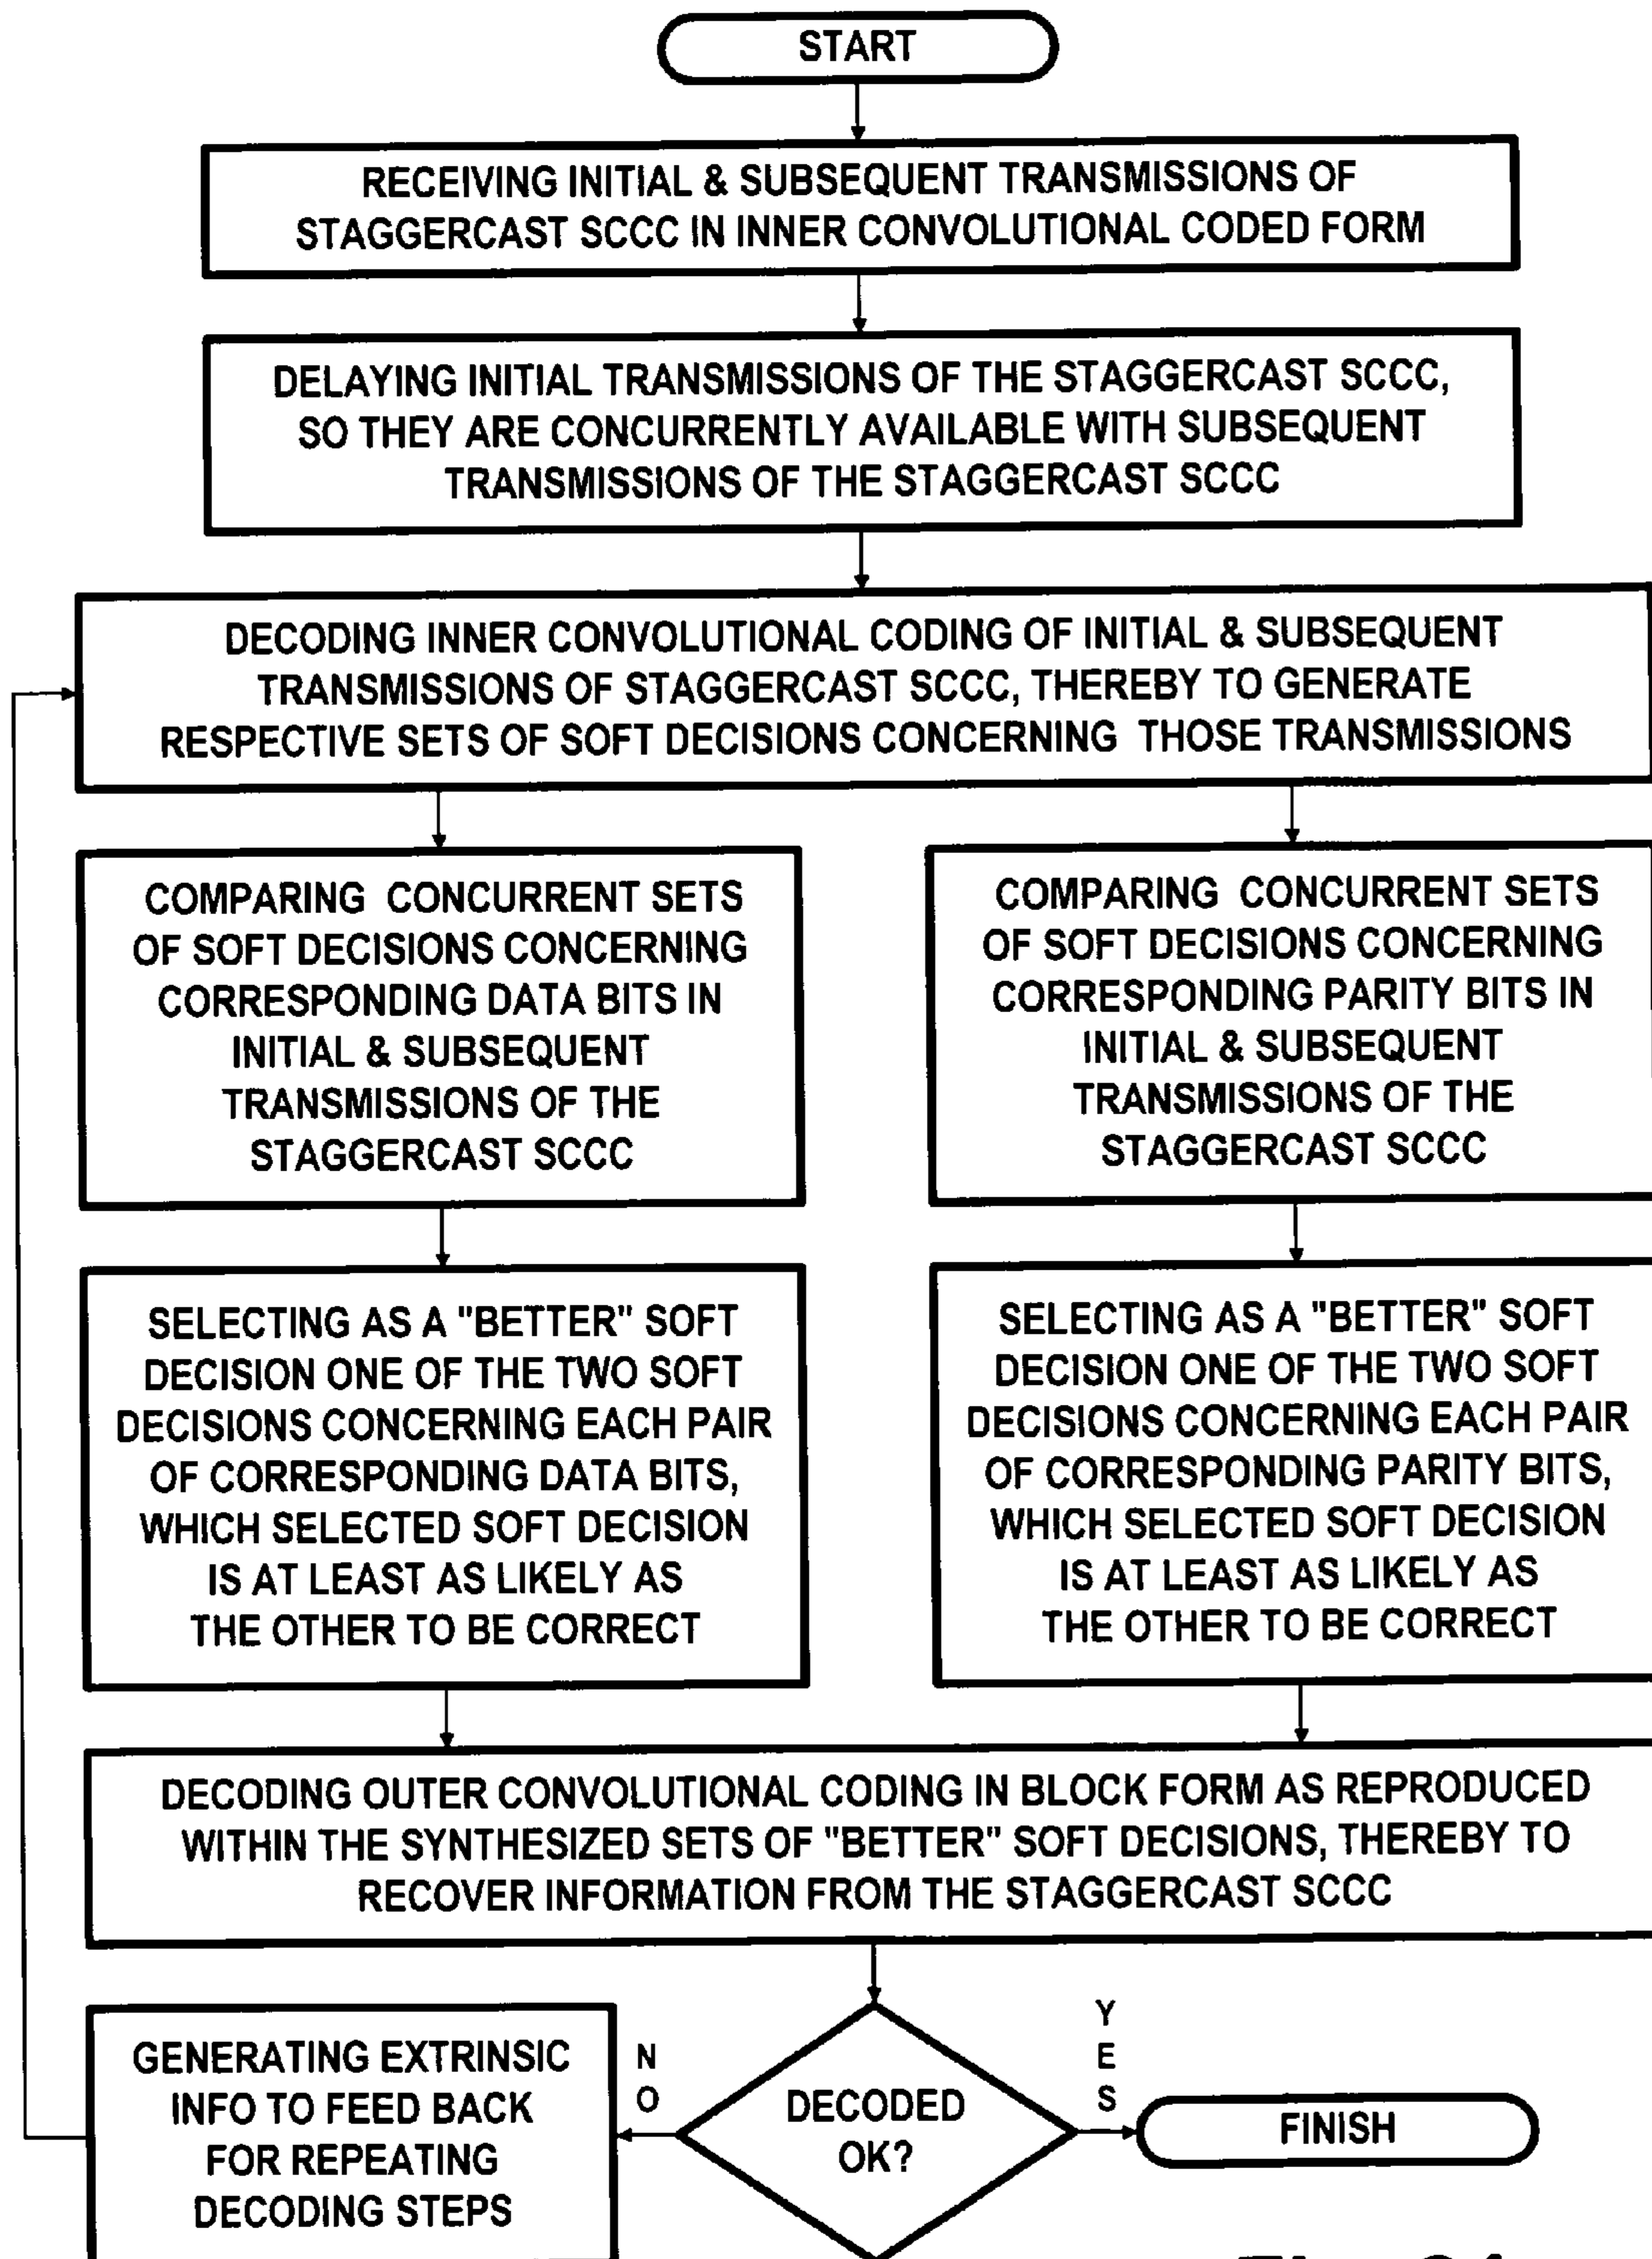 START
RECEIVING INITIAL & SUBSEQUENT TRANSMISSIONS OF
STAGGERCAST SCCC IN INNER CONVOLUTIONAL CODED FORM
DELAYING INITIAL TRANSMISSIONS OF THE STAGGERCAST SCCC,
SO THEY ARE CONCURRENTLY AVAILABLE WITH SUBSEQUENT
TRANSMISSIONS OF THE STAGGERCAST SCCC
DECODING INNER CONVOLUTIONAL CODING OF INITIAL & SUBSEQUENT
TRANSMISSIONS OF STAGGERCAST SCCC, THEREBY TO GENERATE
RESPECTIVE SETS OF SOFT DECISIONS CONCERNING THOSE TRANSMISSIONS
COMPARING CONCURRENT SETS
OF SOFT DECISIONS CONCERNING
CORRESPONDING DATA BITS IN
INITIAL & SUBSEQUENT
TRANSMISSIONS OF THE
STAGGERCAST SCCC
COMPARING CONCURRENT SETS
OF SOFT DECISIONS CONCERNING
CORRESPONDING PARITY BITS IN
INITIAL & SUBSEQUENT
TRANSMISSIONS OF THE
STAGGERCAST SCCC
SELECTING AS A "BETTER" SOFT
DECISION ONE OF THE TWO SOFT
DECISIONS CONCERNING EACH PAIR
OF CORRESPONDING DATA BITS,
WHICH SELECTED SOFT DECISION
IS AT LEAST AS LIKELY AS
THE OTHER TO BE CORRECT
SELECTING AS A "BETTER" SOFT
DECISION ONE OF THE TWO SOFT
DECISIONS CONCERNING EACH PAIR
OF CORRESPONDING PARITY BITS,
WHICH SELECTED SOFT DECISION
IS AT LEAST AS LIKELY AS
THE OTHER TO BE CORRECT
DECODING OUTER CONVOLUTIONAL CODING IN BLOCK FORM AS REPRODUCED
WITHIN THE SYNTHESIZED SETS OF "BETTER" SOFT DECISIONS, THEREBY TO
RECOVER INFORMATION FROM THE STAGGERCAST SCCC
GENERATING EXTRINSIC
INFO TO FEED BACK
FOR REPEATING
DECODING STEPS
NO
DECODED
OK?
YES
FINISH